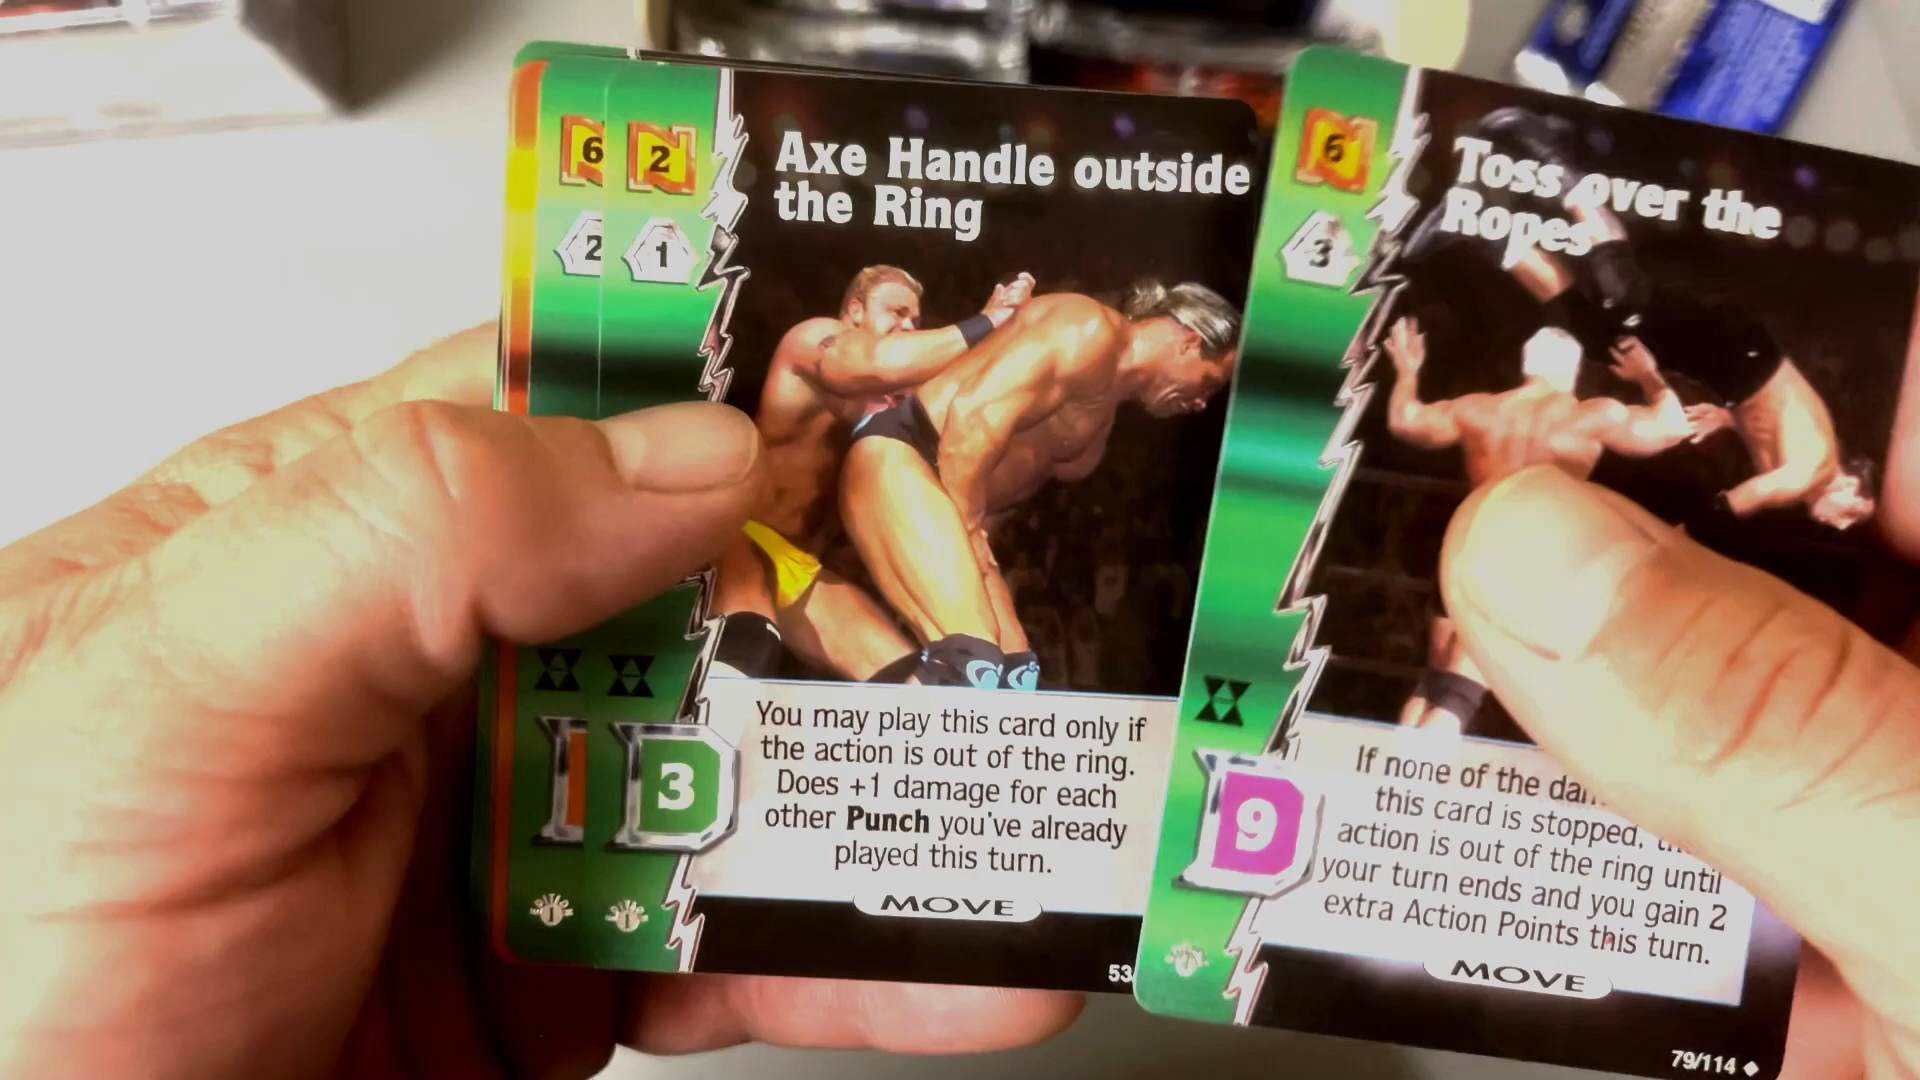 6
2
2
1
Axe Handle outside
the Ring
3
You may play this card only if
the action is out of the ring.
Does +1 damage for each
other Punch you've already
played this turn.
MOVE
53
6
3
Toss over the
Ropes
9
If none of the
this card is stopped,
action is out of the ring until
your turn ends and you gain 2
extra Action Points this turn.
MOVE
79/114